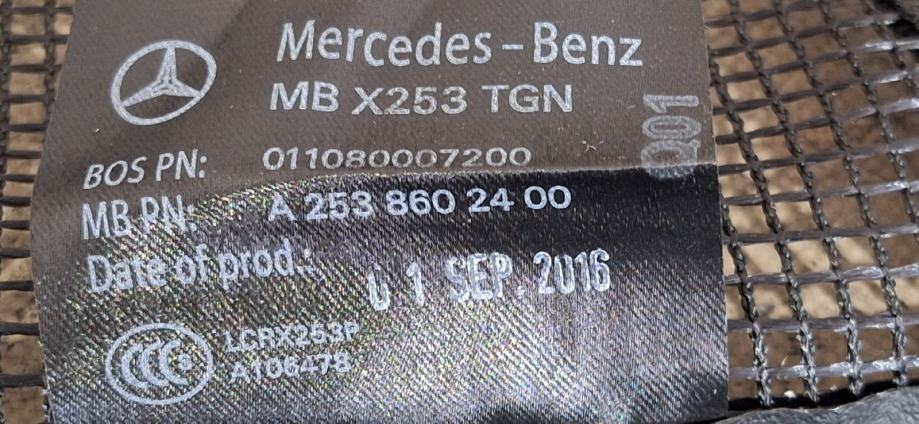 Mercedes-Benz
MB X253 TGN
Q01
BOS PN: 011080007200
MB PN: A 253 860 24 00
Date of prod.: 01 SEP. 2016
CCC
LCRX253P
A106478